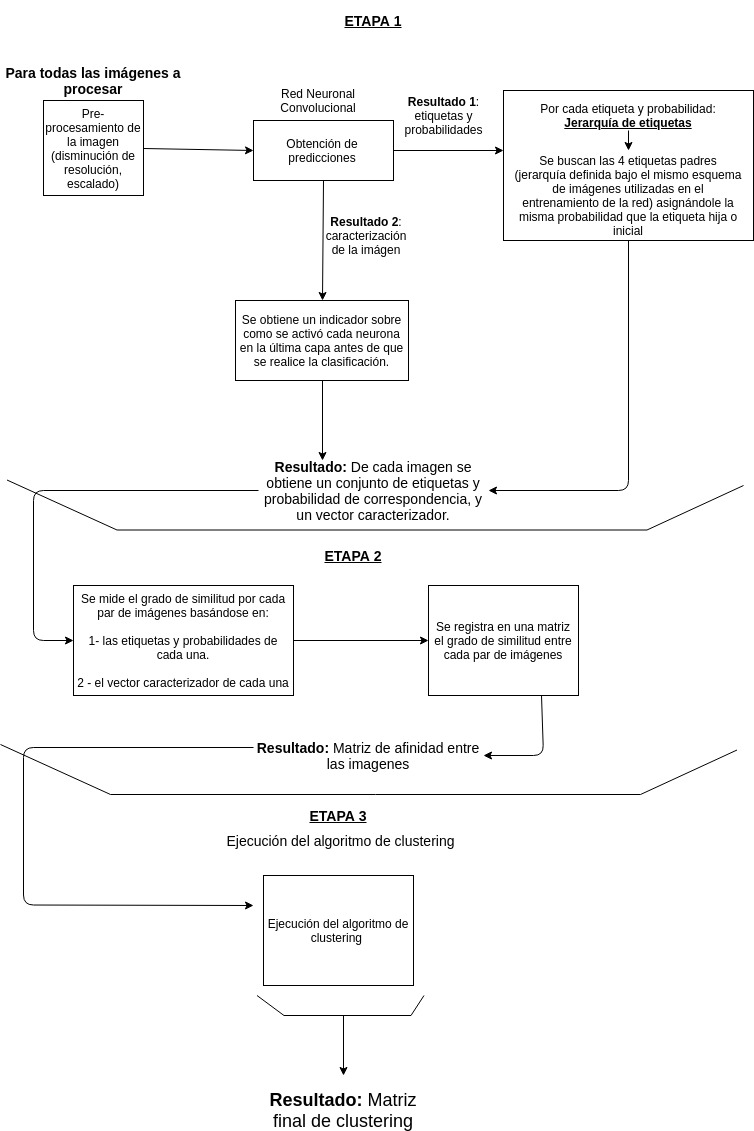 ETAPA 1
Para todas las imágenes a
procesar
Pre-
procesamiento de
la imagen
(disminución de
resolución,
escalado)
Red Neuronal
Convolucional
Obtención de
predicciones
Resultado 1:
etiquetas y
probabilidades
Por cada etiqueta y probabilidad:
Jerarquía de etiquetas
Se buscan las 4 etiquetas padres
(jerarquía definida bajo el mismo esquema
de imágenes utilizadas en el
entrenamiento de la red) asignándole la
misma probabilidad que la etiqueta hija o
inicial
Resultado 2:
caracterización
de la imágen
Se obtiene un indicador sobre
como se activó cada neurona
en la última capa antes de que
se realice la clasificación.
Resultado: De cada imagen se
obtiene un conjunto de etiquetas y
probabilidad de correspondencia, y
un vector caracterizador.
ETAPA 2
Se mide el grado de similitud por cada
par de imágenes basándose en:
1- las etiquetas y probabilidades de
cada una.
2 - el vector caracterizador de cada una
Se registra en una matriz
el grado de similitud entre
cada par de imágenes
Resultado: Matriz de afinidad entre
las imagenes
ETAPA 3
Ejecución del algoritmo de clustering
Ejecución del algoritmo de
clustering
Resultado: Matriz
final de clustering